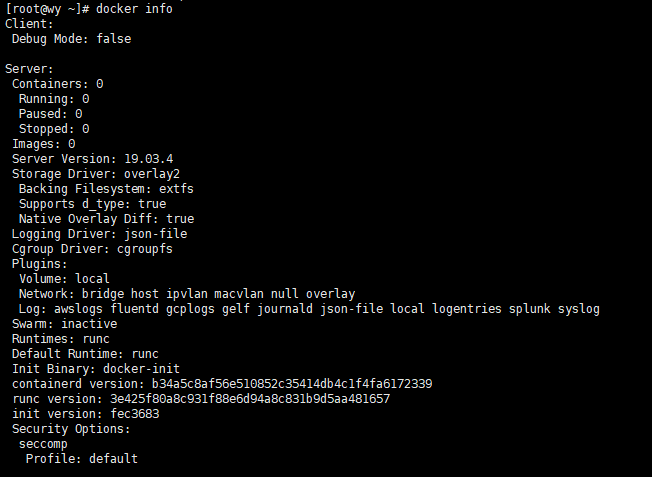 [root@wy ~]# docker info
Client:
 Debug Mode: false

Server:
 Containers: 0
  Running: 0
  Paused: 0
  Stopped: 0
 Images: 0
 Server Version: 19.03.4
 Storage Driver: overlay2
  Backing Filesystem: extfs
  Supports d_type: true
  Native Overlay Diff: true
 Logging Driver: json-file
 Cgroup Driver: cgroupfs
 Plugins:
  Volume: local
  Network: bridge host ipvlan macvlan null overlay
  Log: awslogs fluentd gcplogs gelf journald json-file local logentries splunk syslog
 Swarm: inactive
 Runtimes: runc
 Default Runtime: runc
 Init Binary: docker-init
 containerd version: b34a5c8af56e510852c35414db4c1f4fa6172339
 runc version: 3e425f80a8c931f88e6d94a8c831b9d5aa481657
 init version: fec3683
 Security Options:
  seccomp
   Profile: default